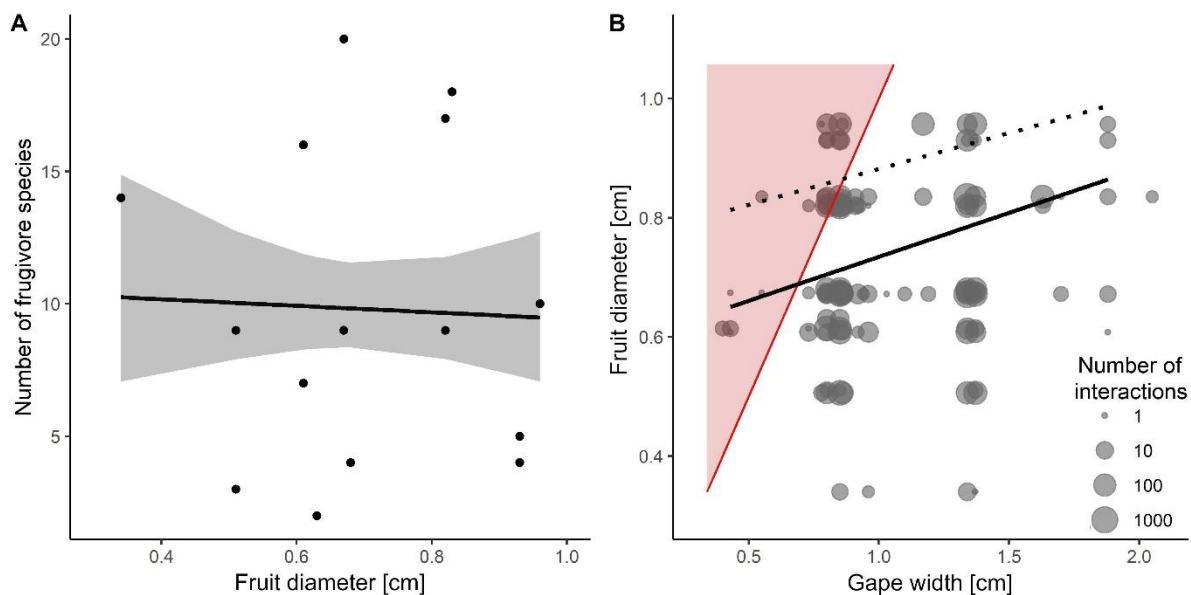 A
20
15
10
5
Number of frugivore species
0.4
0.6
0.8
1.0
Fruit diameter [cm]
B
1.0
0.8
0.6
0.4
Fruit diameter [cm]
0.5
1.0
1.5
2.0
Gape width [cm]
Number of
interactions
1
10
100
1000